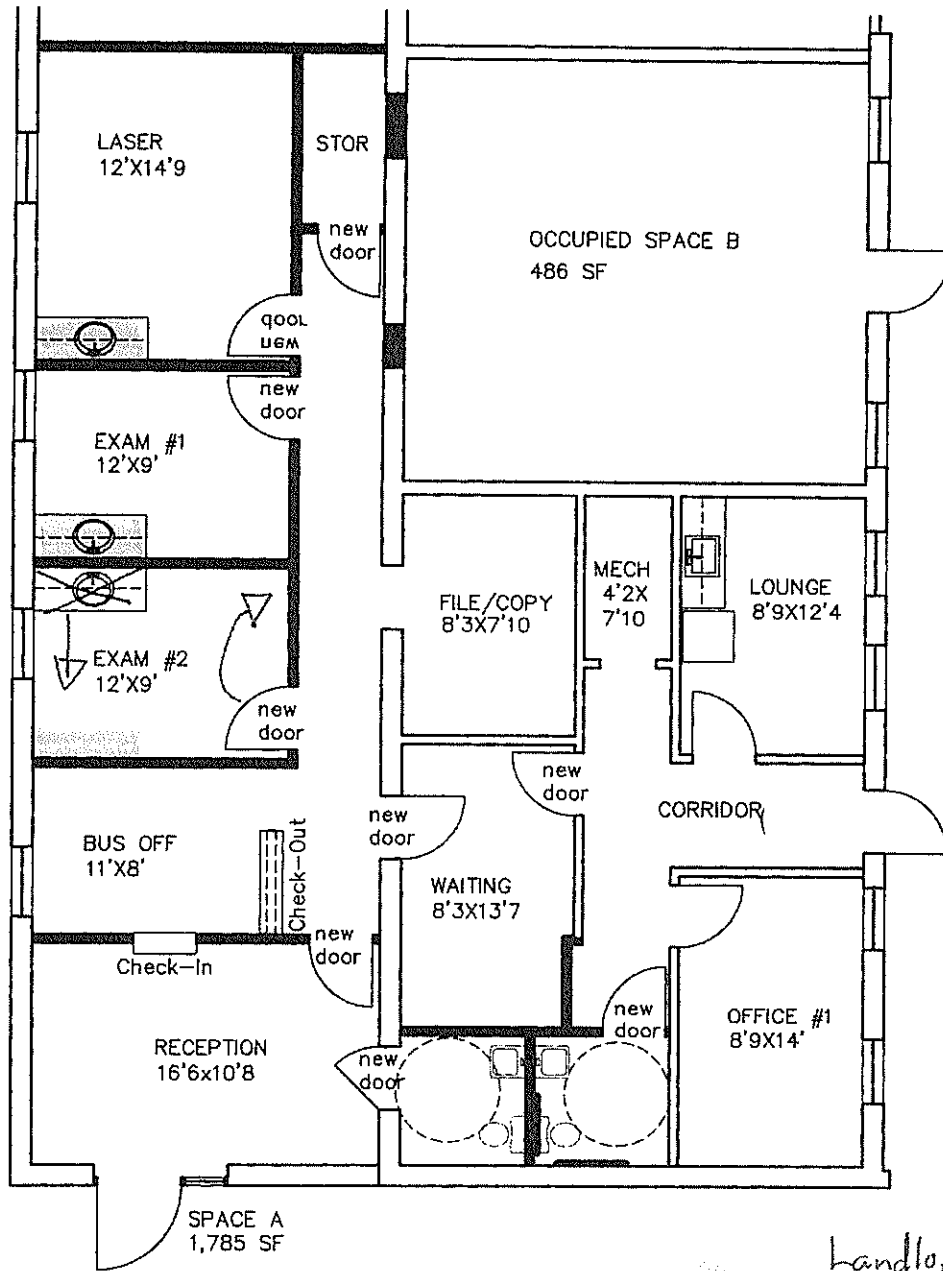 LASER
12'X14'9
STOR
new
door
OCCUPIED SPACE B
486 SF
new
door
new
door
EXAM #1
12'X9'
FILE/COPY
8'3X7'10
MECH
4'2X
7'10
LOUNGE
8'9X12'4
EXAM #2
12'X9'
new
door
new
door
CORRIDOR
new
door
BUS OFF
11'X8'
Check-Out
WAITING
8'3X13'7
new
door
Check-In
RECEPTION
16'6x10'8
new
door
new
door
OFFICE #1
8'9X14'
SPACE A
1,785 SF